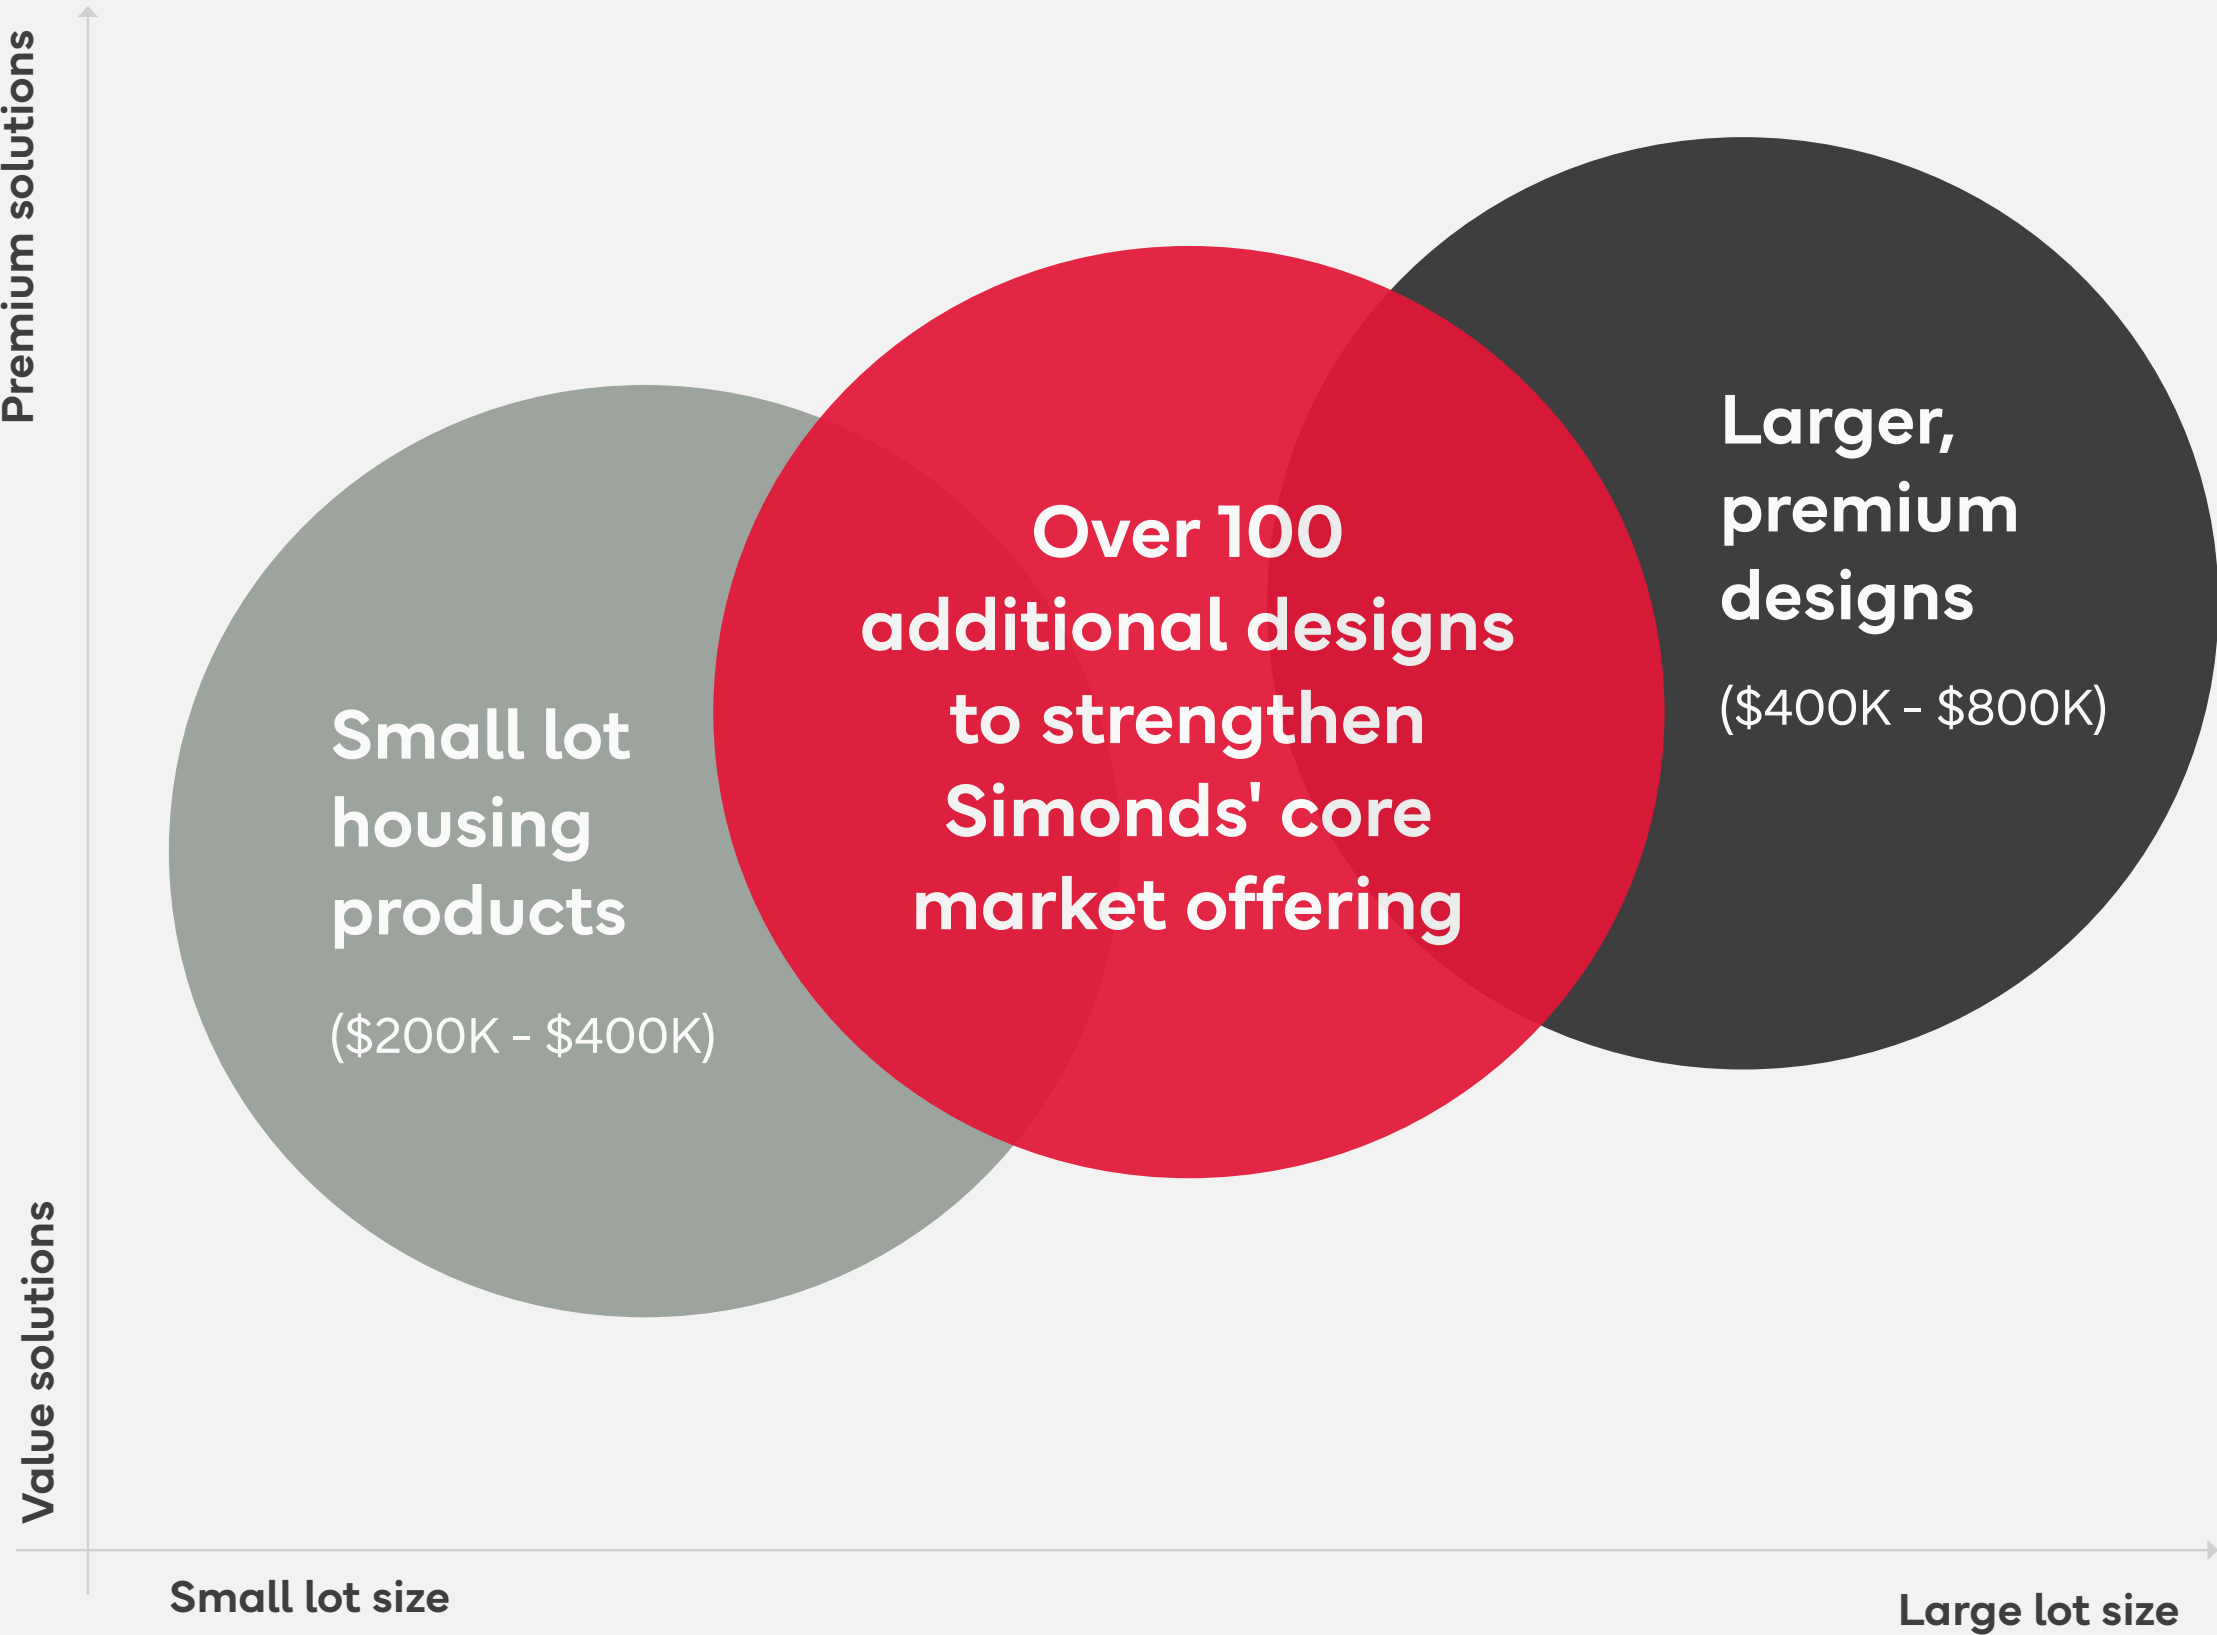 Premium solutions
Value solutions
Small lot
housing
products
($200K - $400K)
Over 100
additional designs
to strengthen
Simonds' core
market offering
Larger,
premium
designs
($400K - $800K)
Small lot size
Large lot size